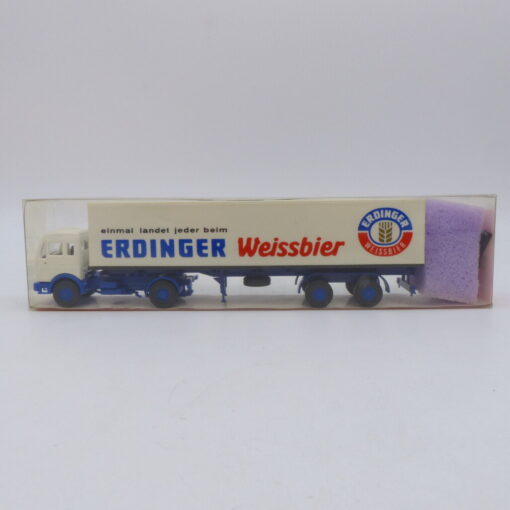 einmal landet jeder beim
ERDINGER Weissbier
ERDINGER
WEISSBIER